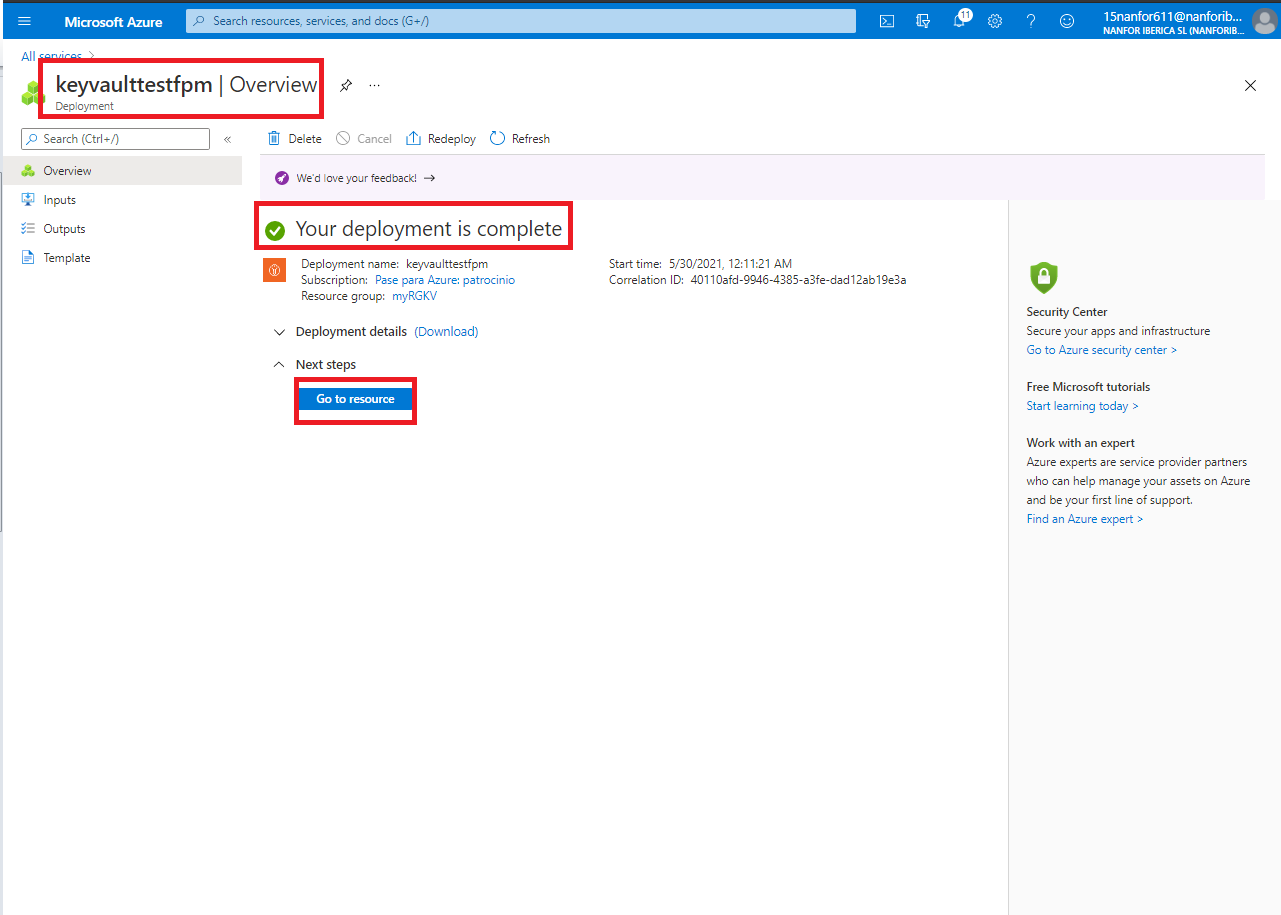 Microsoft Azure
Search resources, services, and docs (G+/)
11
15nanfor611@nanforib...
NANFOR IBERICA SL (NANFORIB...
All services
keyvaulttestfpm | Overview
...
Deployment
Search (Ctrl+/)
«
Delete
Cancel
Redeploy
Refresh
Overview
Inputs
Outputs
Template
We'd love your feedback! →
Your deployment is complete
Deployment name: keyvaulttestfpm
Subscription: Pase para Azure: patrocinio
Resource group: myRGKV
Start time: 5/30/2021, 12:11:21 AM
Correlation ID: 40110afd-9946-4385-a3fe-dad12ab19e3a
Deployment details (Download)
Next steps
Go to resource
Security Center
Secure your apps and infrastructure
Go to Azure security center >
Free Microsoft tutorials
Start learning today >
Work with an expert
Azure experts are service provider partners
who can help manage your assets on Azure
and be your first line of support.
Find an Azure expert >